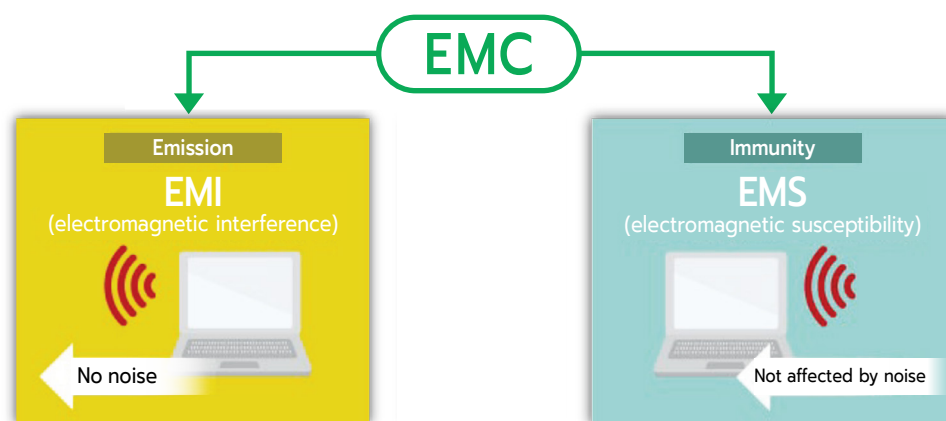 EMC
Emission
EMI
(electromagnetic interference)
No noise
Immunity
EMS
(electromagnetic susceptibility)
Not affected by noise